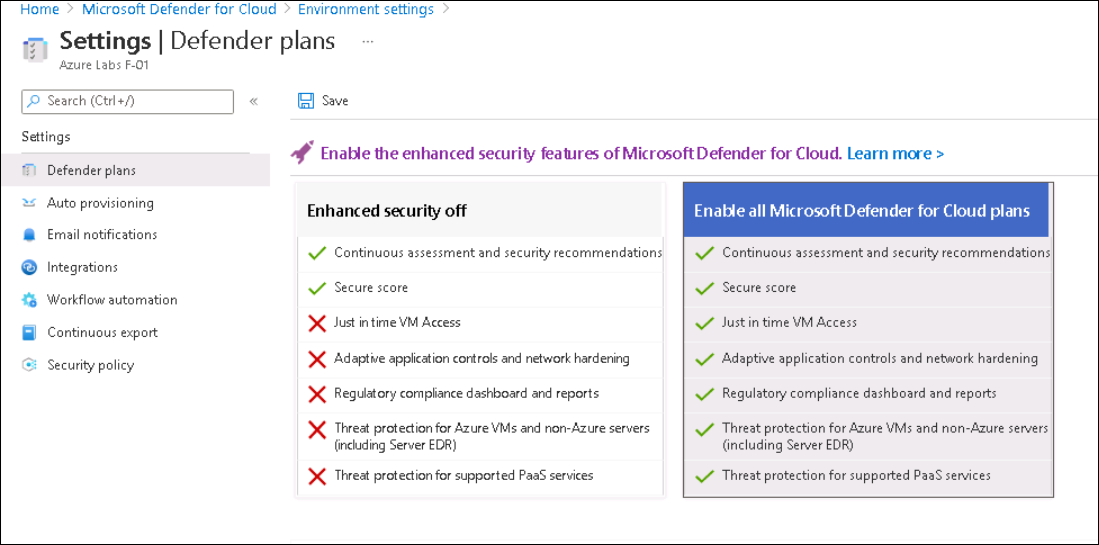 Home > Microsoft Defender for Cloud > Environment settings >
Settings | Defender plans ...
Azure Labs F-01
Search (Ctrl+/)
«
Settings
Defender plans
Auto provisioning
Email notifications
Integrations
Workflow automation
Continuous export
Security policy
Save
Enable the enhanced security features of Microsoft Defender for Cloud. Learn more >
Enhanced security off
Continuous assessment and security recommendations
Secure score
Just in time VM Access
Adaptive application controls and network hardening
Regulatory compliance dashboard and reports
Threat protection for Azure VMs and non-Azure servers
(including Server EDR)
Threat protection for supported PaaS services
Enable all Microsoft Defender for Cloud plans
Continuous assessment and security recommendations
Secure score
Just in time VM Access
Adaptive application controls and network hardening
Regulatory compliance dashboard and reports
Threat protection for Azure VMs and non-Azure servers
(including Server EDR)
Threat protection for supported PaaS services